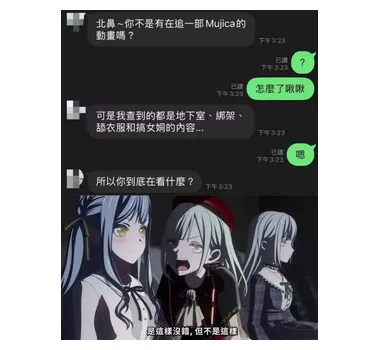 北鼻~你不是有在追一部Mujica的
動畫嗎?
下午3:23
?
已讀
下午3:23
怎麼了啾啾
已讀
下午3:23
可是我查到的都是地下室、綁架、
舔衣服和搞女娴的內容...
下午3:23
嗯
已讀
下午3:23
所以你到底在看什麼?
下午3:23
是這樣沒錯, 但不是這樣